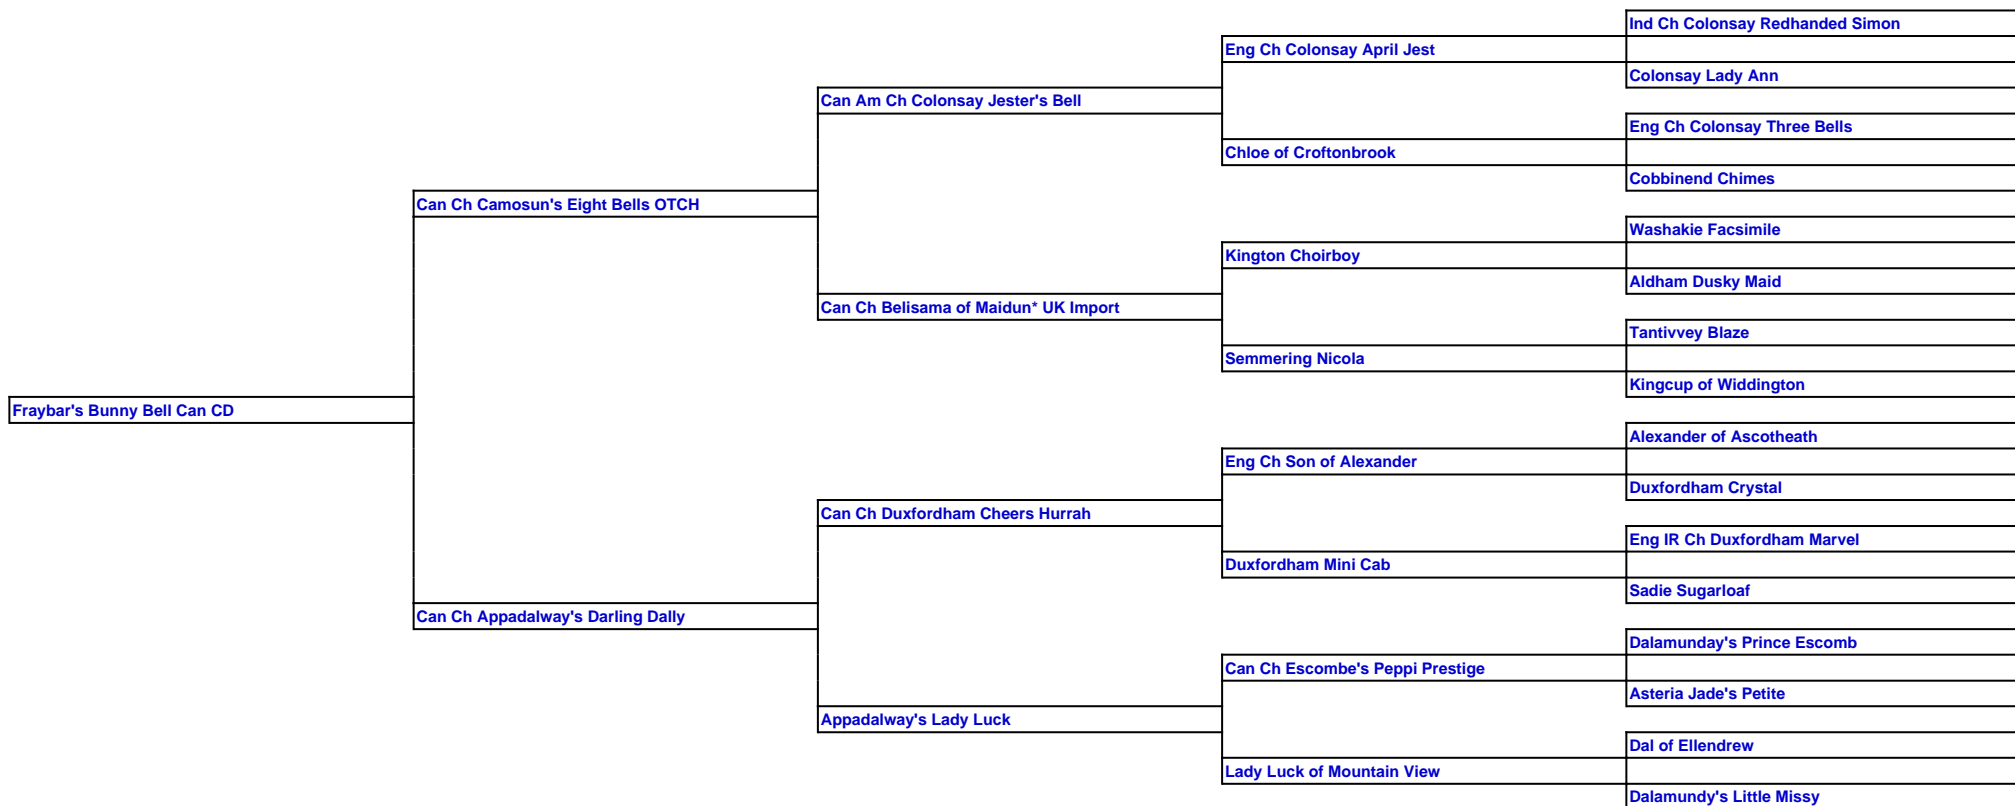 Ind Ch Colonsay Redhanded Simon
Eng Ch Colonsay April Jest
Colonsay Lady Ann
Can Am Ch Colonsay Jester's Bell
Eng Ch Colonsay Three Bells
Chloe of Croftonbrook
Cobbinend Chimes
Can Ch Camosun's Eight Bells OTCH
Washakie Facsimile
Kington Choirboy
Aldham Dusky Maid
Can Ch Belisama of Maidun* UK Import
Tantivvey Blaze
Semmering Nicola
Kingcup of Widdington
Fraybar's Bunny Bell Can CD
Alexander of Ascotheath
Eng Ch Son of Alexander
Duxfordham Crystal
Can Ch Duxfordham Cheers Hurrah
Eng IR Ch Duxfordham Marvel
Duxfordham Mini Cab
Sadie Sugarloaf
Can Ch Appadalway's Darling Dally
Dalamunday's Prince Escomb
Can Ch Escombe's Peppi Prestige
Asteria Jade's Petite
Appadalway's Lady Luck
Dal of Ellendrew
Lady Luck of Mountain View
Dalamundy's Little Missy